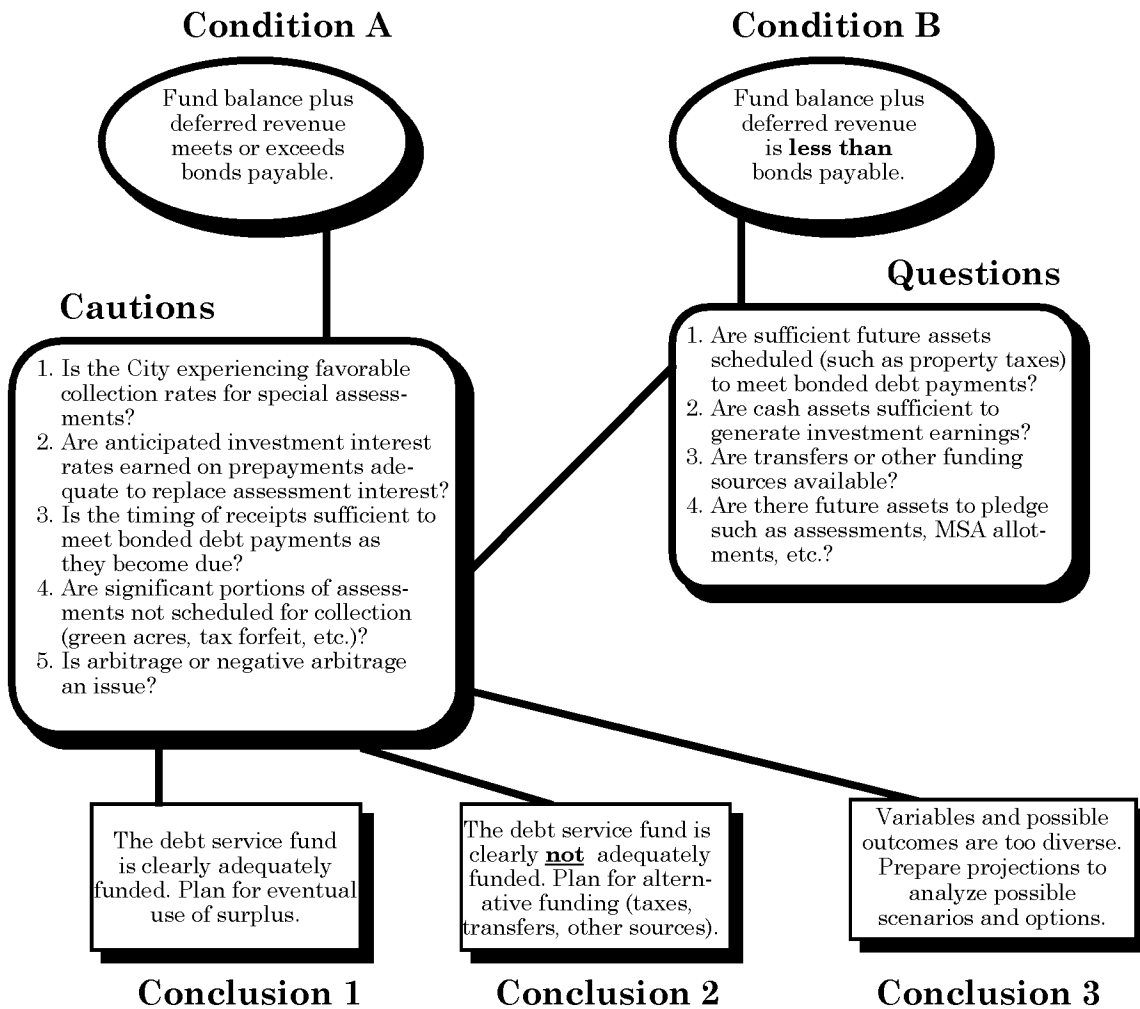 Condition A
Fund balance plus
deferred revenue
meets or exceeds
bonds payable.
Condition B
Fund balance plus
deferred revenue
is less than
bonds payable.
Cautions
1. Is the City experiencing favorable
collection rates for special assess-
ments?
2. Are anticipated investment interest
rates earned on prepayments ade-
quate to replace assessment interest?
3. Is the timing of receipts sufficient to
meet bonded debt payments as
they become due?
4. Are significant portions of assess-
ments not scheduled for collection
(green acres, tax forfeit, etc.)?
5. Is arbitrage or negative arbitrage
an issue?
Questions
1. Are sufficient future assets
scheduled (such as property taxes)
to meet bonded debt payments?
2. Are cash assets sufficient to
generate investment earnings?
3. Are transfers or other funding
sources available?
4. Are there future assets to pledge
such as assessments, MSA allot-
ments, etc.?
The debt service fund
is clearly adequately
funded. Plan for eventual
use of surplus.
Conclusion 1
The debt service fund is
clearly not adequately
funded. Plan for altern-
ative funding (taxes,
transfers, other sources).
Conclusion 2
Variables and possible
outcomes are too diverse.
Prepare projections to
analyze possible
scenarios and options.
Conclusion 3